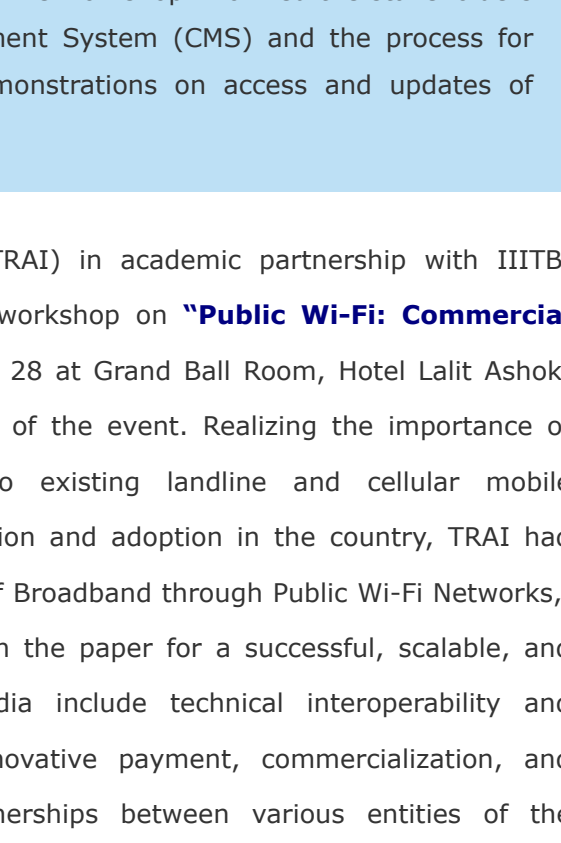 ment System (CMS) and the process for
monstrations on access and updates of
TRAI) in academic partnership with IIITB
workshop on “Public Wi-Fi: Commercia
28 at Grand Ball Room, Hotel Lalit Ashok
of the event. Realizing the importance o
o existing landline and cellular mobile
ion and adoption in the country, TRAI had
f Broadband through Public Wi-Fi Networks,
n the paper for a successful, scalable, and
dia include technical interoperability and
novative payment, commercialization, and
nerships between various entities of the